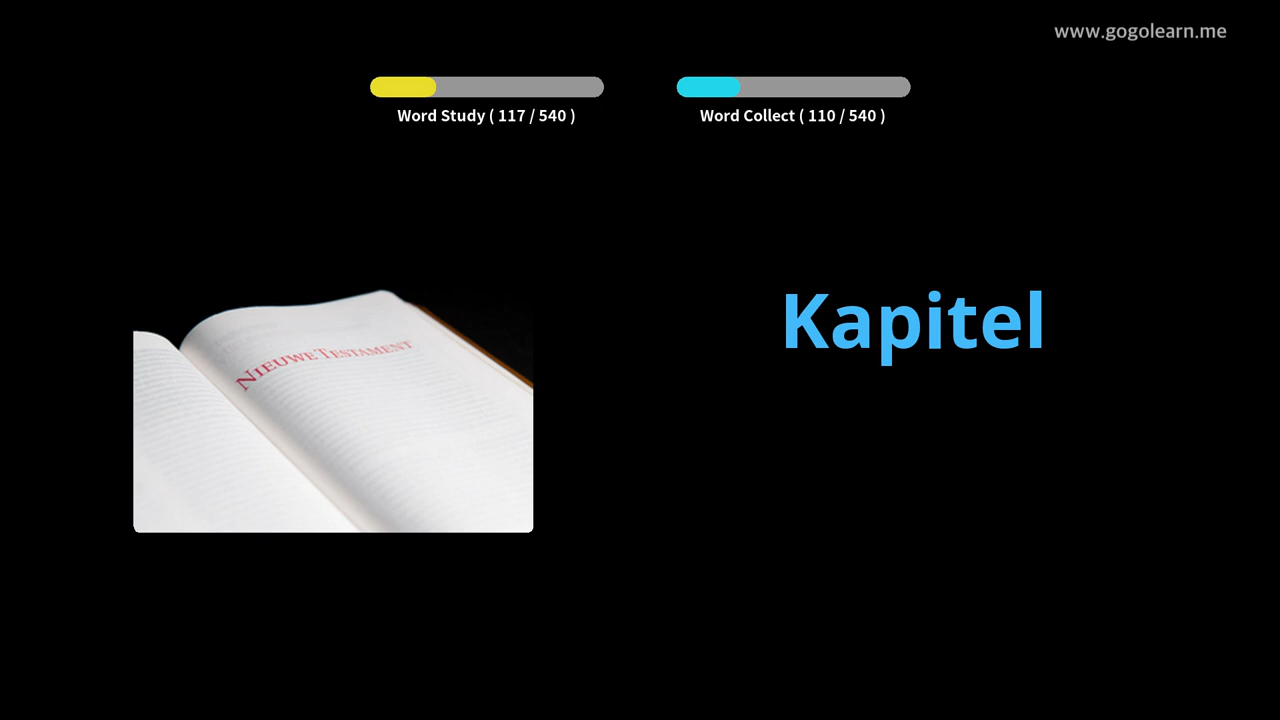 www.gogolearn.me
Word Study ( 117 / 540 )
Word Collect ( 110 / 540 )
NIEUWE TESTAMENT
Kapitel